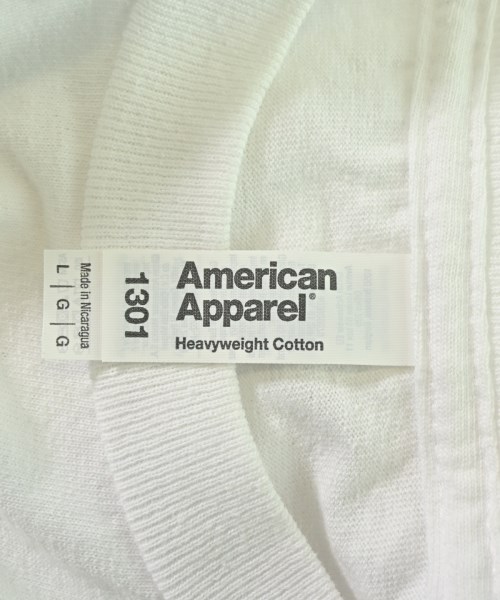 American
Apparel®
Heavyweight Cotton
1301
Made in Nicaragua
L | G | G